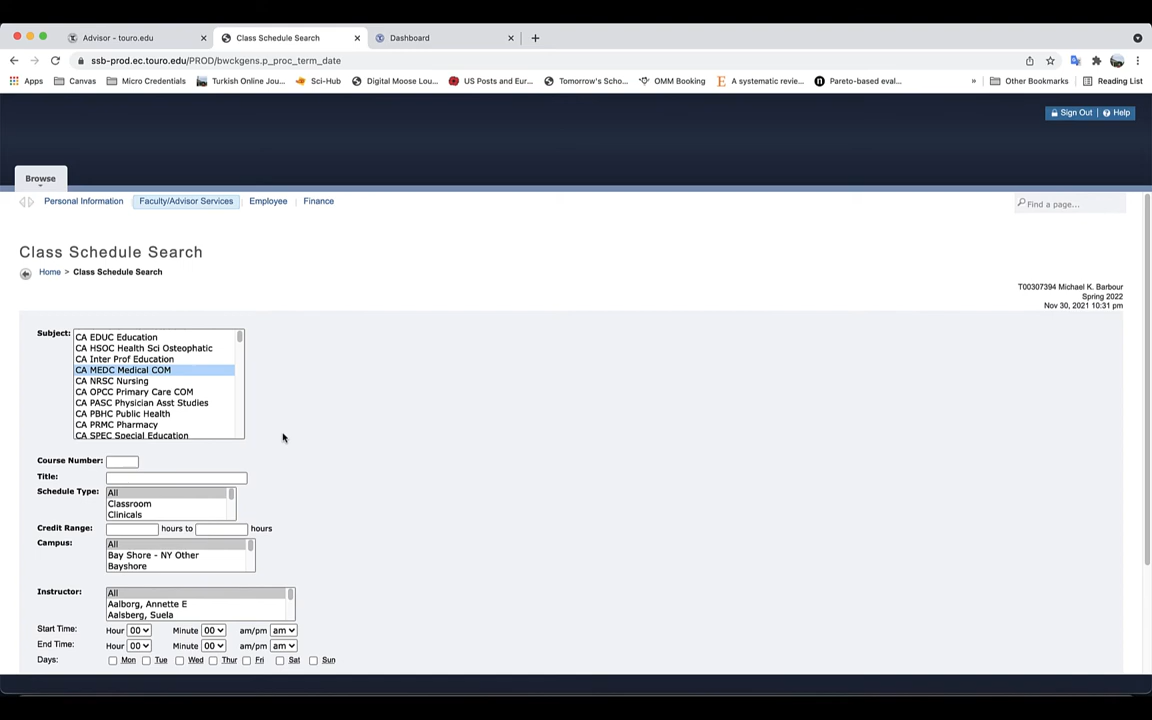 Advisor - touro.edu
Class Schedule Search
Dashboard
ssb-prod.ec.touro.edu/PROD/bwckgens.p_proc_term_date
Apps Canvas Micro Credentials Turkish Online Jou... Sci-Hub Digital Moose Lou... US Posts and Eur... Tomorrow's Scho... OMM Booking A systematic revie... Pareto-based eval... » Other Bookmarks Reading List
Sign Out | Help
Browse
Personal Information Faculty/Advisor Services Employee Finance
Find a page...
Class Schedule Search
Home > Class Schedule Search
T00307394 Michael K. Barbour
Spring 2022
Nov 30, 2021 10:31 pm
Subject:
CA EDUC Education
CA HSOC Health Sci Osteophatic
CA Inter Prof Education
CA MEDC Medical COM
CA NRSC Nursing
CA OPCC Primary Care COM
CA PASC Physician Asst Studies
CA PBHC Public Health
CA PRMC Pharmacy
CA SPEC Special Education
Course Number:
Title:
Schedule Type: All
Classroom
Clinicals
Credit Range: hours to hours
Campus: All
Bay Shore - NY Other
Bayshore
Instructor: All
Aalborg, Annette E
Aalsberg, Suela
Start Time: Hour 00 Minute 00 am/pm am
End Time: Hour 00 Minute 00 am/pm am
Days: Mon Tue Wed Thur Fri Sat Sun